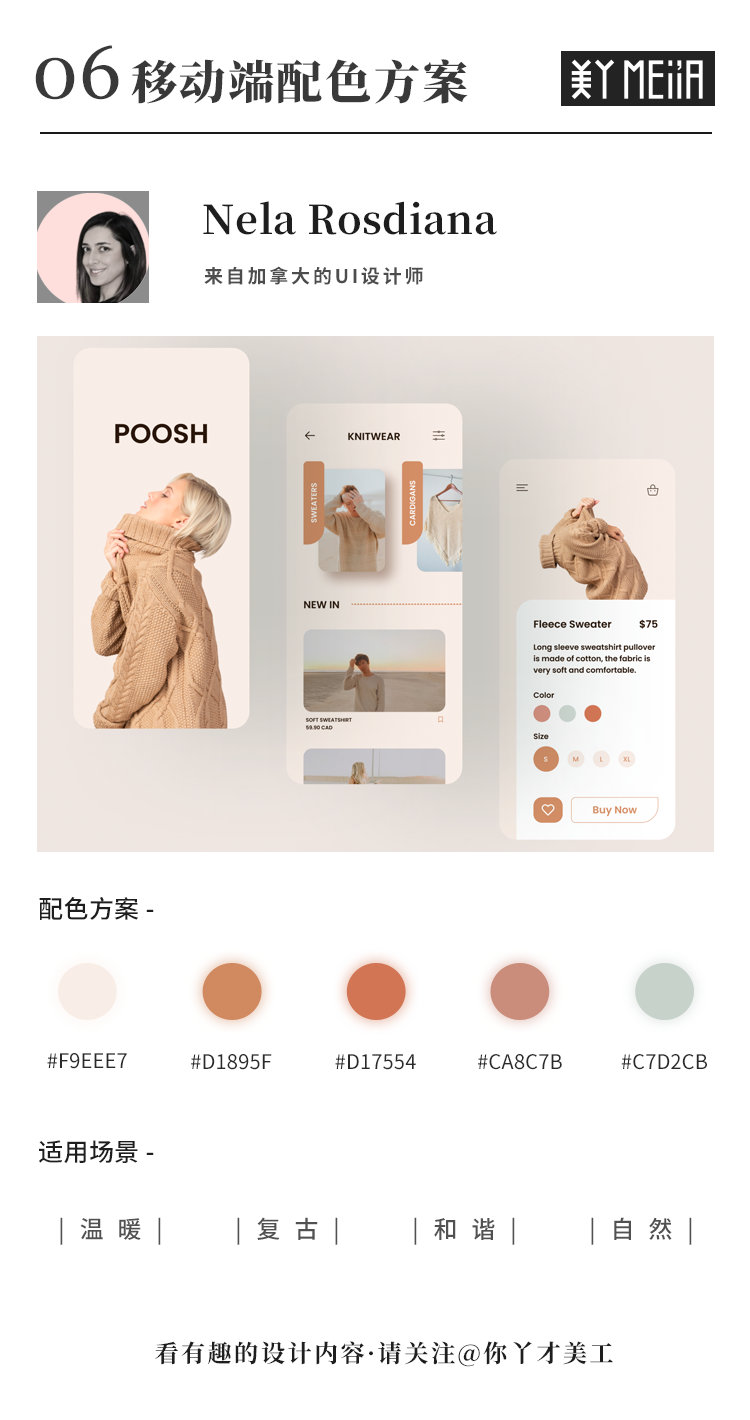 06 移动端配色方案
美丫 MEiiA
Nela Rosdiana
来自加拿大的UI设计师
POOSH
KNITWEAR
SWEATERS
CARDIGANS
NEW IN
SOFT SWEATSHIRT
59.90 CAD
Fleece Sweater $75
Long sleeve sweatshirt pullover
is made of cotton, the fabric is
very soft and comfortable.
Color
Size
S M L XL
Buy Now
配色方案 -
#F9EEE7 #D1895F #D17554 #CA8C7B #C7D2CB
适用场景 -
| 温 暖 | | 复 古 | | 和 谐 | | 自 然 |
看有趣的设计内容·请关注@你丫才美工